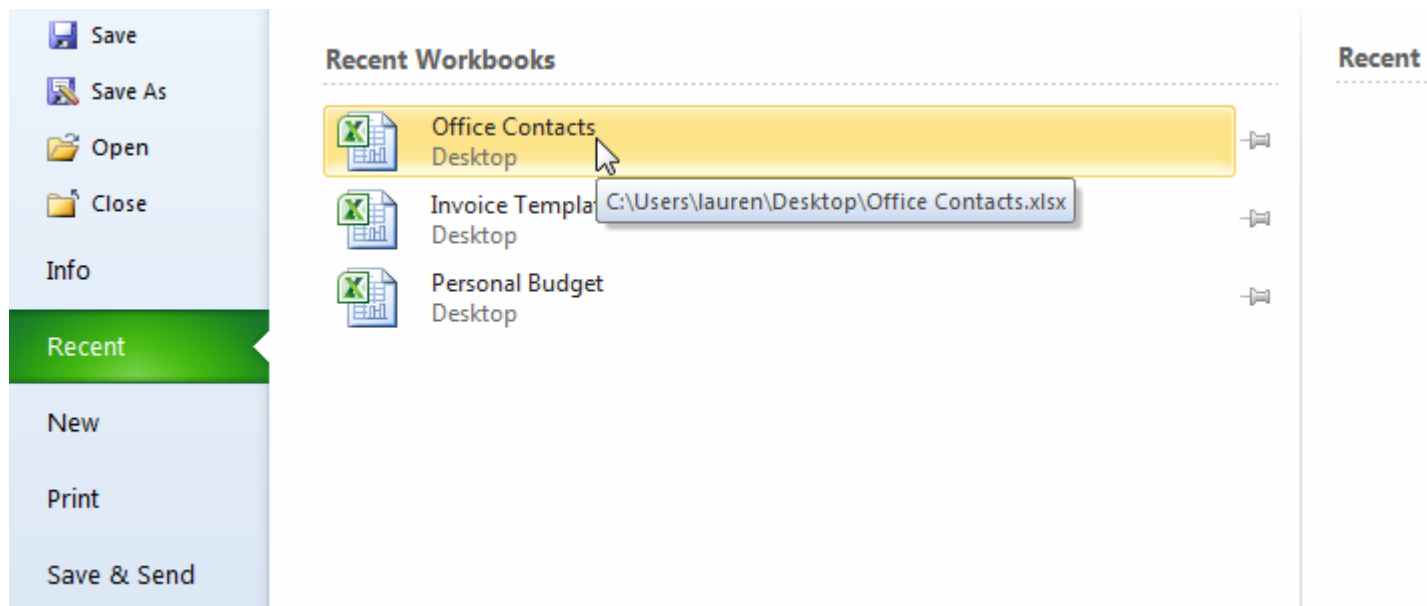 Save
Save As
Open
Close
Info
Recent
New
Print
Save & Send
Recent Workbooks
Office Contacts
Desktop
C:\Users\lauren\Desktop\Office Contacts.xlsx
Invoice
Desktop
Personal Budget
Desktop
Recent